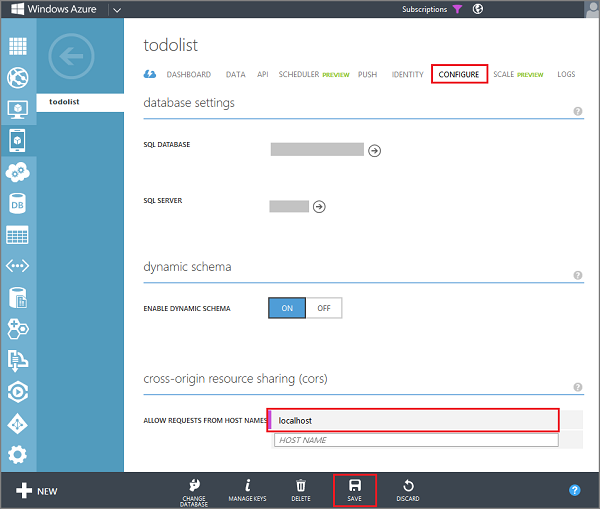 Windows Azure Subscriptions
todolist
DASHBOARD DATA API SCHEDULER PREVIEW PUSH IDENTITY CONFIGURE SCALE PREVIEW LOGS
todolist
database settings
?
SQL DATABASE
SQL SERVER
dynamic schema
?
ENABLE DYNAMIC SCHEMA ON OFF
cross-origin resource sharing (cors)
?
ALLOW REQUESTS FROM HOST NAMES localhost
HOST NAME
DB
NEW
CHANGE
DATABASE
MANAGE KEYS
DELETE
SAVE
DISCARD
?